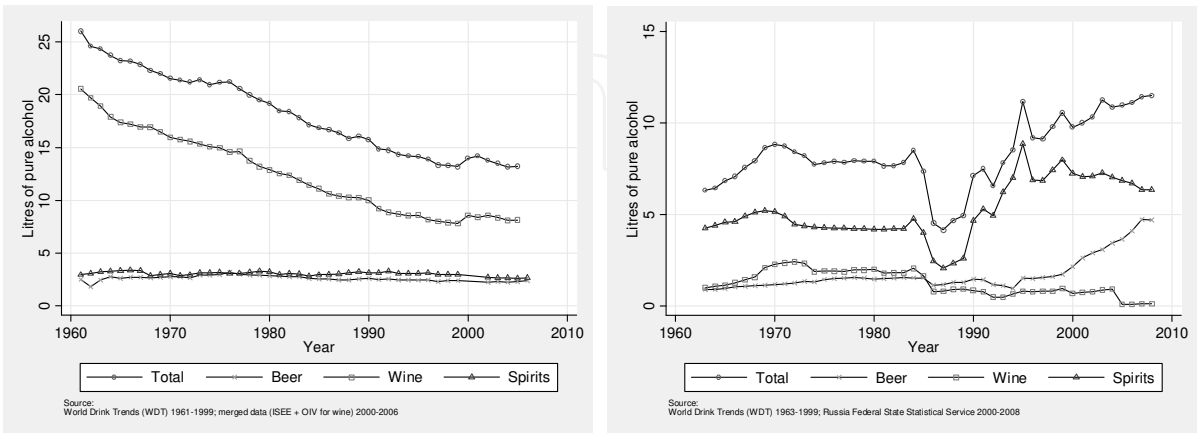 Litres of pure alcohol
25
20
15
10
5
0
1960 1970 1980 1990 2000 2010
Year
Total Beer Wine Spirits
Source:
World Drink Trends (WDT) 1961-1999; merged data (ISEE + OIV for wine) 2000-2006
Litres of pure alcohol
15
10
5
0
1960 1970 1980 1990 2000 2010
Year
Total Beer Wine Spirits
Source:
World Drink Trends (WDT) 1963-1999; Russia Federal State Statistical Service 2000-2008